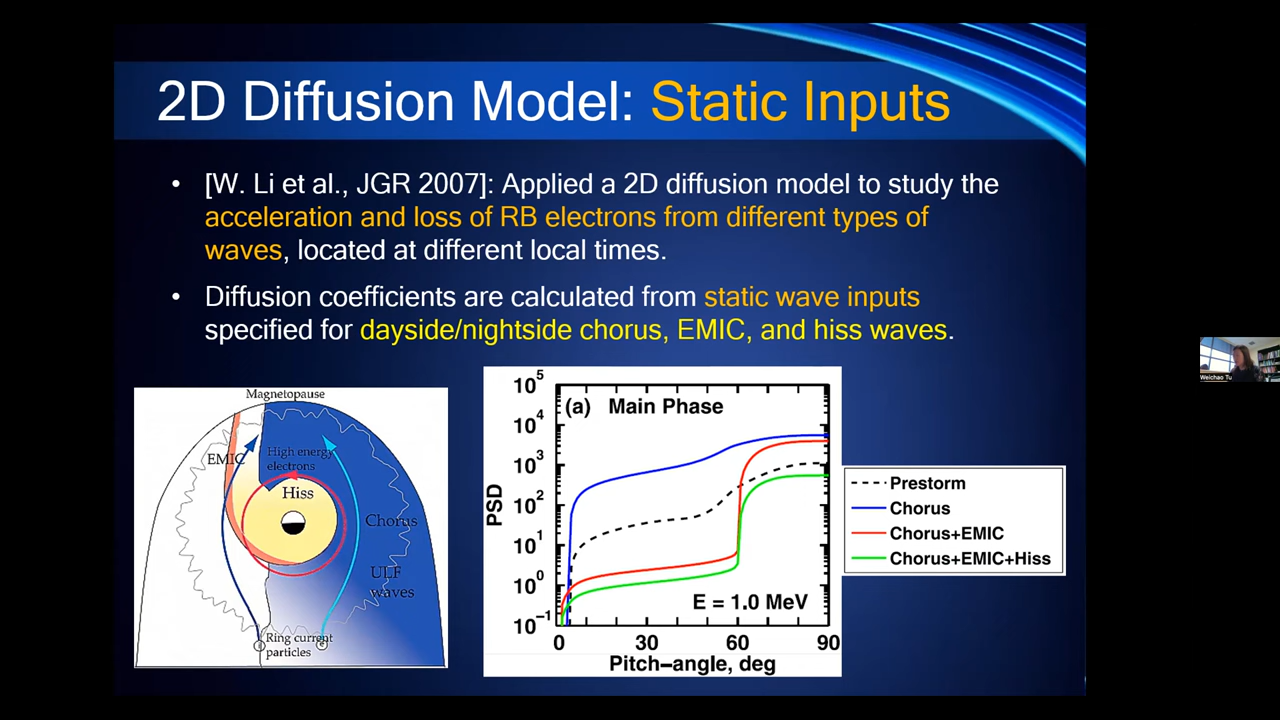 2D Diffusion Model: Static Inputs
• [W. Li et al., JGR 2007]: Applied a 2D diffusion model to study the
acceleration and loss of RB electrons from different types of
waves, located at different local times.
• Diffusion coefficients are calculated from static wave inputs
specified for dayside/nightside chorus, EMIC, and hiss waves.
Magnetopause
EMIC
High energy
electrons
Hiss
Chorus
ULF
waves
Ring current
particles
(a) Main Phase
PSD
10^5
10^4
10^3
10^2
10^1
10^0
10^−1
E = 1.0 MeV
0 30 60 90
Pitch−angle, deg
Prestorm
Chorus
Chorus+EMIC
Chorus+EMIC+Hiss
Weichao Tu